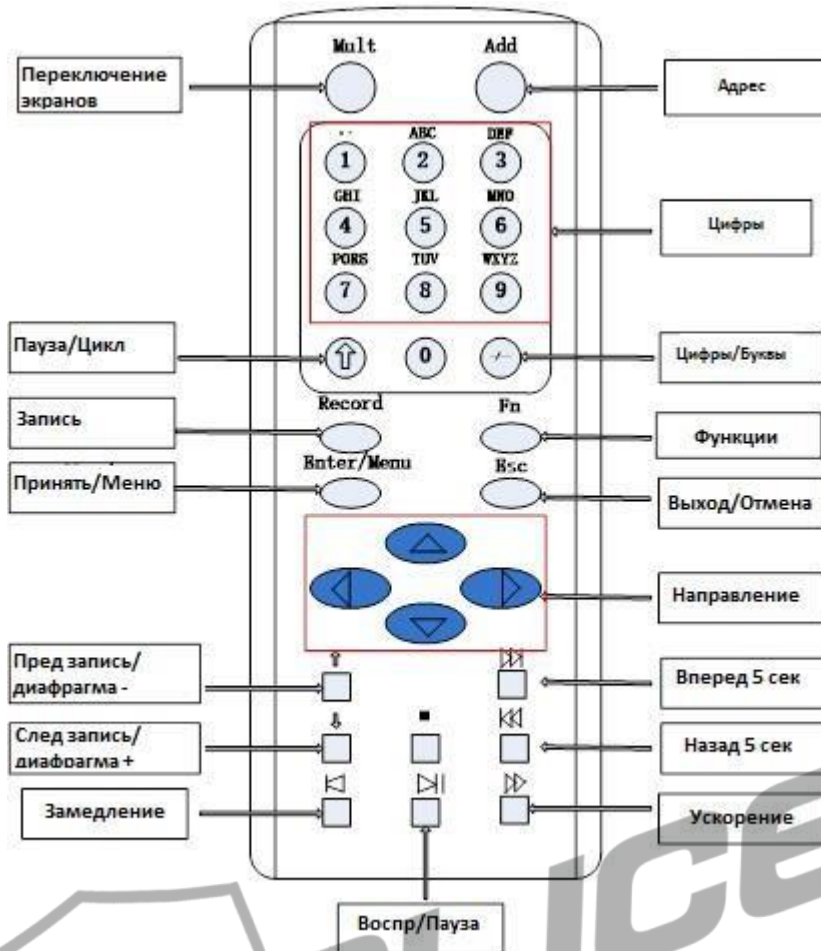 Mult
Add
Переключение
экранов
Адрес
ABC
DEF
1
2
3
GHI
JKL
MNO
4
5
6
Цифры
PORS
TUV
WXYZ
7
8
9
Пауза/Цикл
0
-/--
Цифры/Буквы
Record
Fn
Запись
Функции
Enter/Menu
Esc
Принять/Меню
Выход/Отмена
Направление
Пред запись/
диафрагма -
Вперед 5 сек
След запись/
диафрагма +
Назад 5 сек
Замедление
Ускорение
Воспр/Пауза
LICE